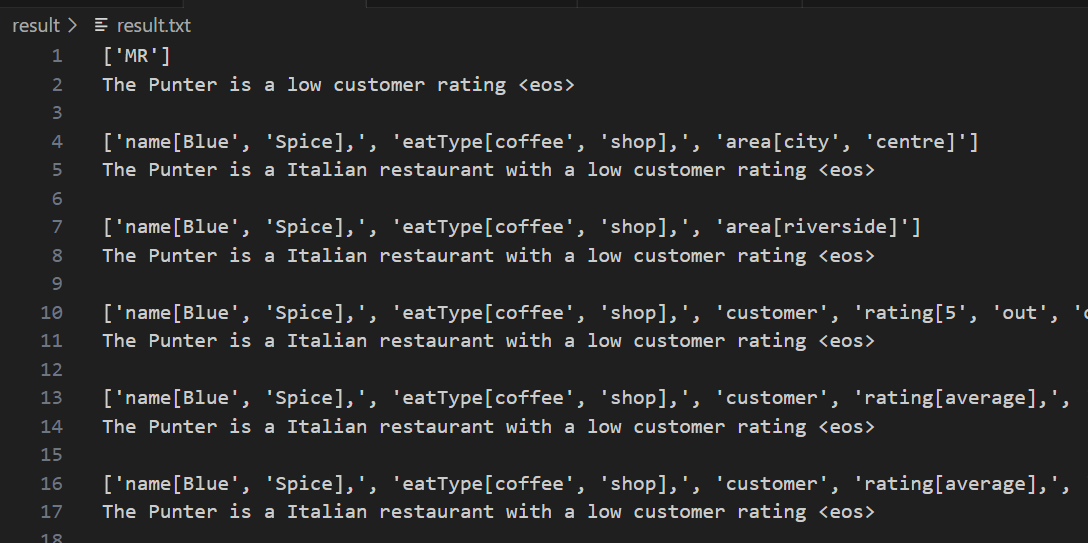 result > result.txt
1 ['MR']
2 The Punter is a low customer rating <eos>
3
4 ['name[Blue', 'Spice],', 'eatType[coffee', 'shop],', 'area[city', 'centre]']
5 The Punter is a Italian restaurant with a low customer rating <eos>
6
7 ['name[Blue', 'Spice],', 'eatType[coffee', 'shop],', 'area[riverside]']
8 The Punter is a Italian restaurant with a low customer rating <eos>
9
10 ['name[Blue', 'Spice],', 'eatType[coffee', 'shop],', 'customer', 'rating[5', 'out', '
11 The Punter is a Italian restaurant with a low customer rating <eos>
12
13 ['name[Blue', 'Spice],', 'eatType[coffee', 'shop],', 'customer', 'rating[average],',
14 The Punter is a Italian restaurant with a low customer rating <eos>
15
16 ['name[Blue', 'Spice],', 'eatType[coffee', 'shop],', 'customer', 'rating[average],',
17 The Punter is a Italian restaurant with a low customer rating <eos>
18